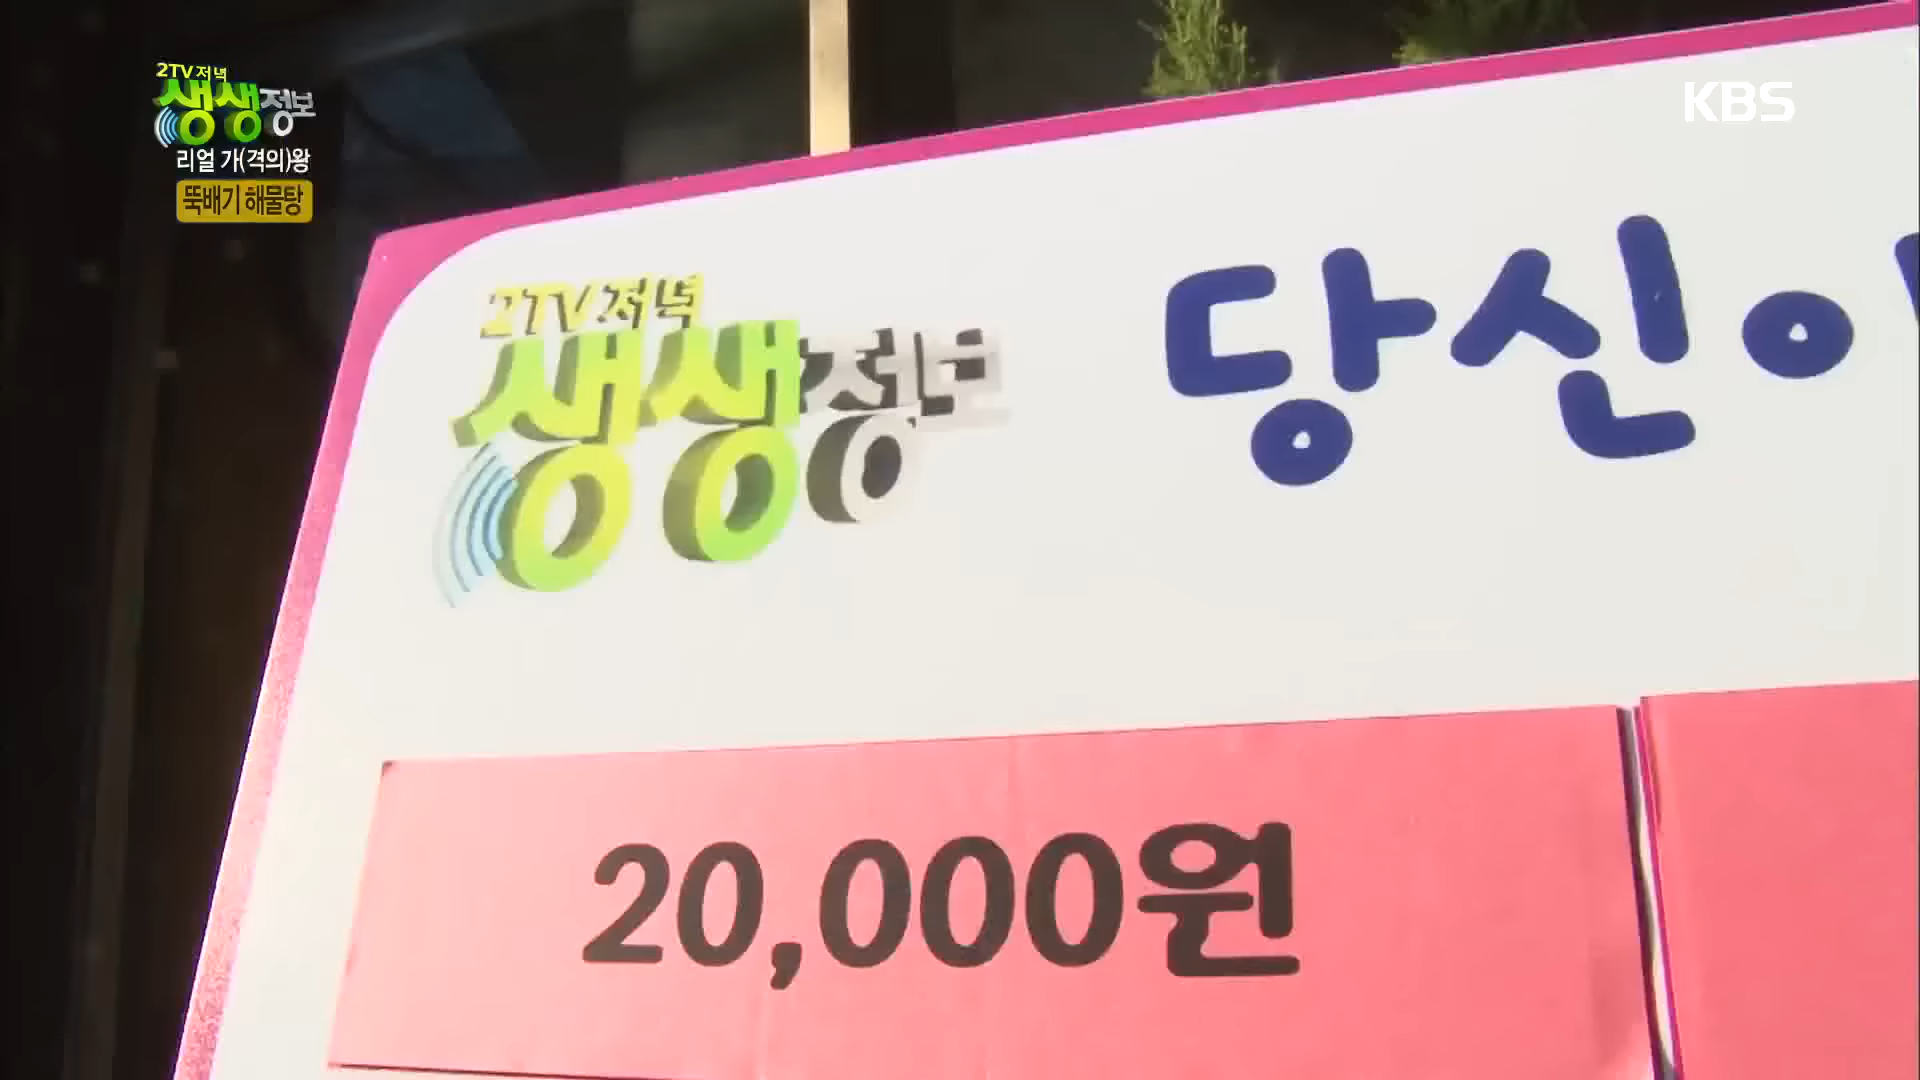 2TV 저녁
생생정보
리얼 가(격의)왕
뚝배기 해물탕
KBS
2TV 저녁
생생정보
당신이
20,000원